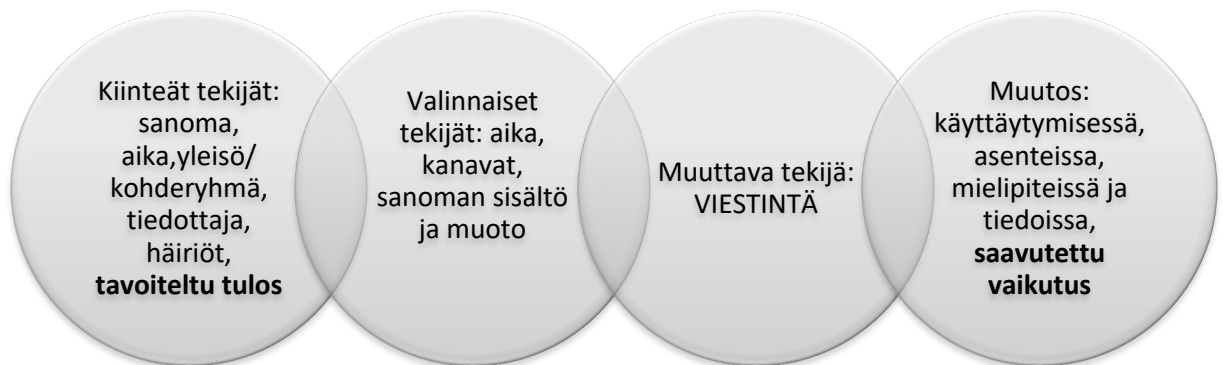 Kiinteät tekijät:
sanoma,
aika,yleisö/
kohderyhmä,
tiedottaja,
häiriöt,
tavoiteltu tulos
Valinnaiset
tekijät: aika,
kanavat,
sanoman sisältö
ja muoto
Muuttava tekijä:
VIESTINTÄ
Muutos:
käyttäytymisessä,
asenteissa,
mielipiteissä ja
tiedoissa,
saavutettu
vaikutus